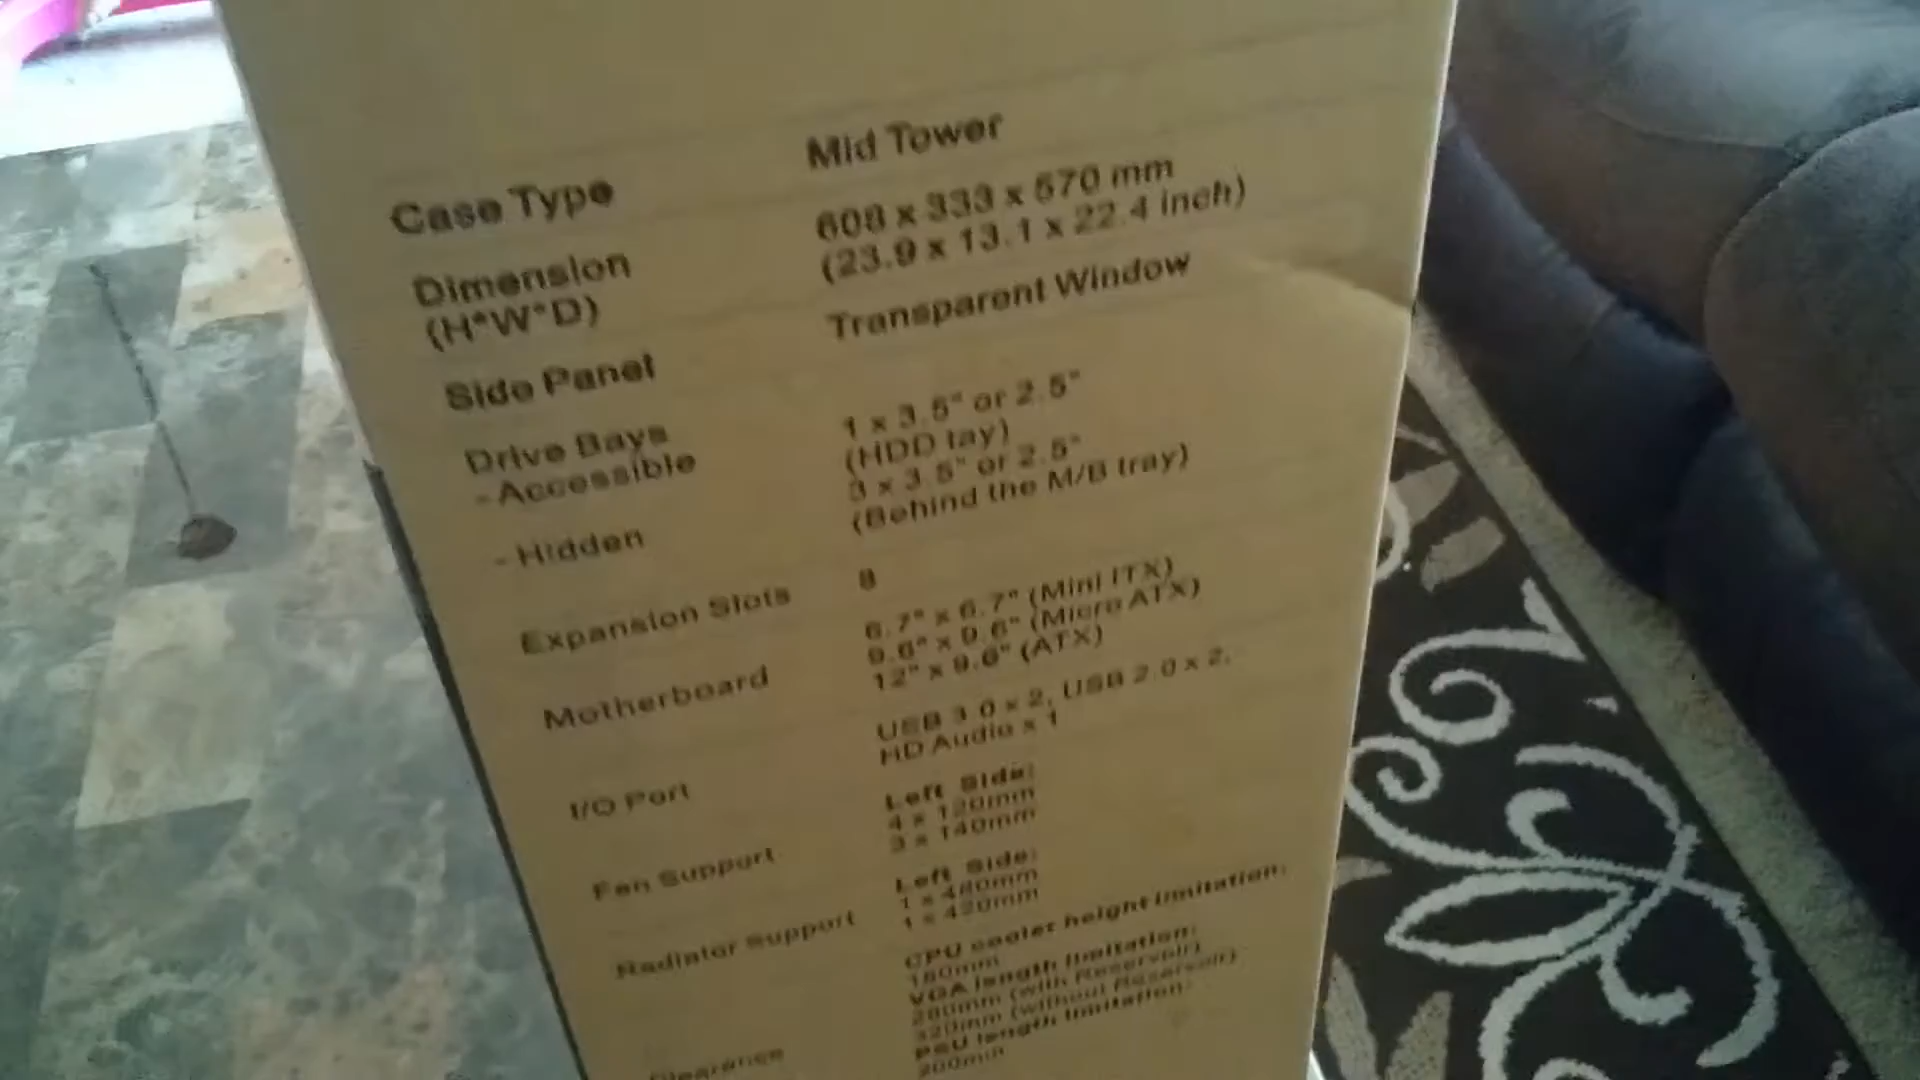 Case Type Mid Tower
Dimension 608 x 333 x 570 mm
(H*W*D) (23.9 x 13.1 x 22.4 inch)
Side Panel Transparent Window
Drive Bays
- Accessible 1 x 3.5" or 2.5"
(HDD tay)
- Hidden 3 x 3.5" or 2.5"
(Behind the M/B tray)
Expansion Slots 8
Motherboard 6.7" x 6.7" (Mini ITX)
9.6" x 9.6" (Micro ATX)
12" x 9.6" (ATX)
I/O Port USB 3.0 x 2, USB 2.0 x 2,
HD Audio x 1
Fan Support Left Side:
4 x 120mm
3 x 140mm
Radiator Support Left Side:
1 x 480mm
1 x 420mm
Clearance CPU cooler height limitation:
180mm
VGA length limitation:
280mm (with Reservoir)
320mm (without Reservoir)
PSU length limitation:
200mm